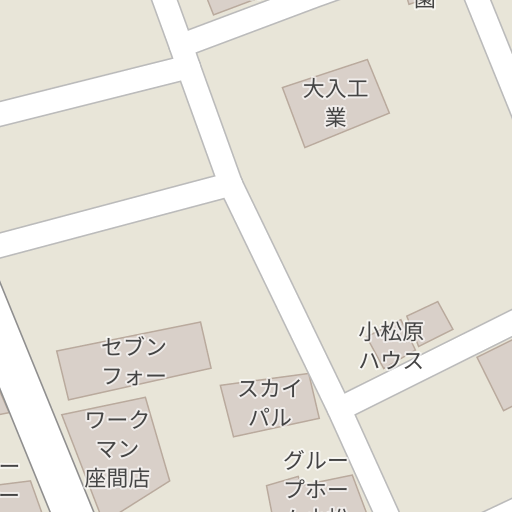 園
大入工
業
小松原
ハウス
セブン
フォー
スカイ
パル
ワーク
マン
座間店
グルー
プホー